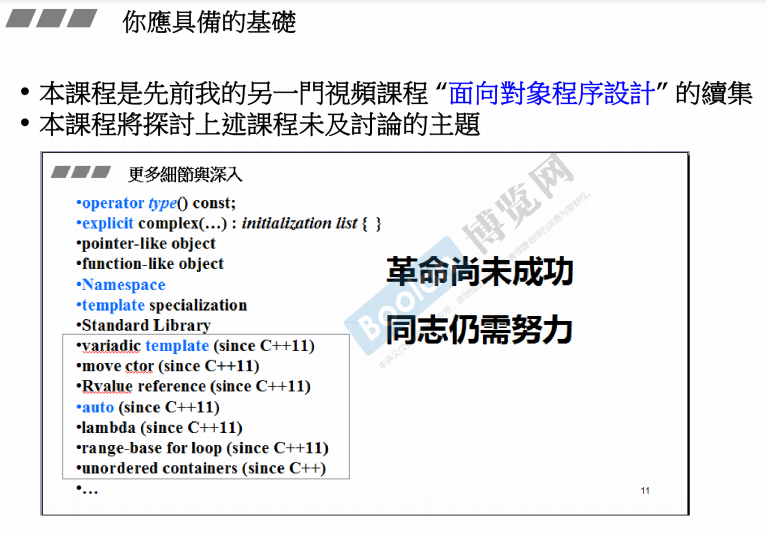 你應具備的基礎
•本課程是先前我的另一門視頻課程 “面向對象程序設計” 的續集
•本課程將探討上述課程未及討論的主題
更多細節與深入
•operator type() const;
•explicit complex(…) : initialization list { }
•pointer-like object
•function-like object
•Namespace
•template specialization
•Standard Library
•variadic template (since C++11)
•move ctor (since C++11)
•Rvalue reference (since C++11)
•auto (since C++11)
•lambda (since C++11)
•range-base for loop (since C++11)
•unordered containers (since C++)
•…
革命尚未成功
同志仍需努力
Boolan 博览网
11